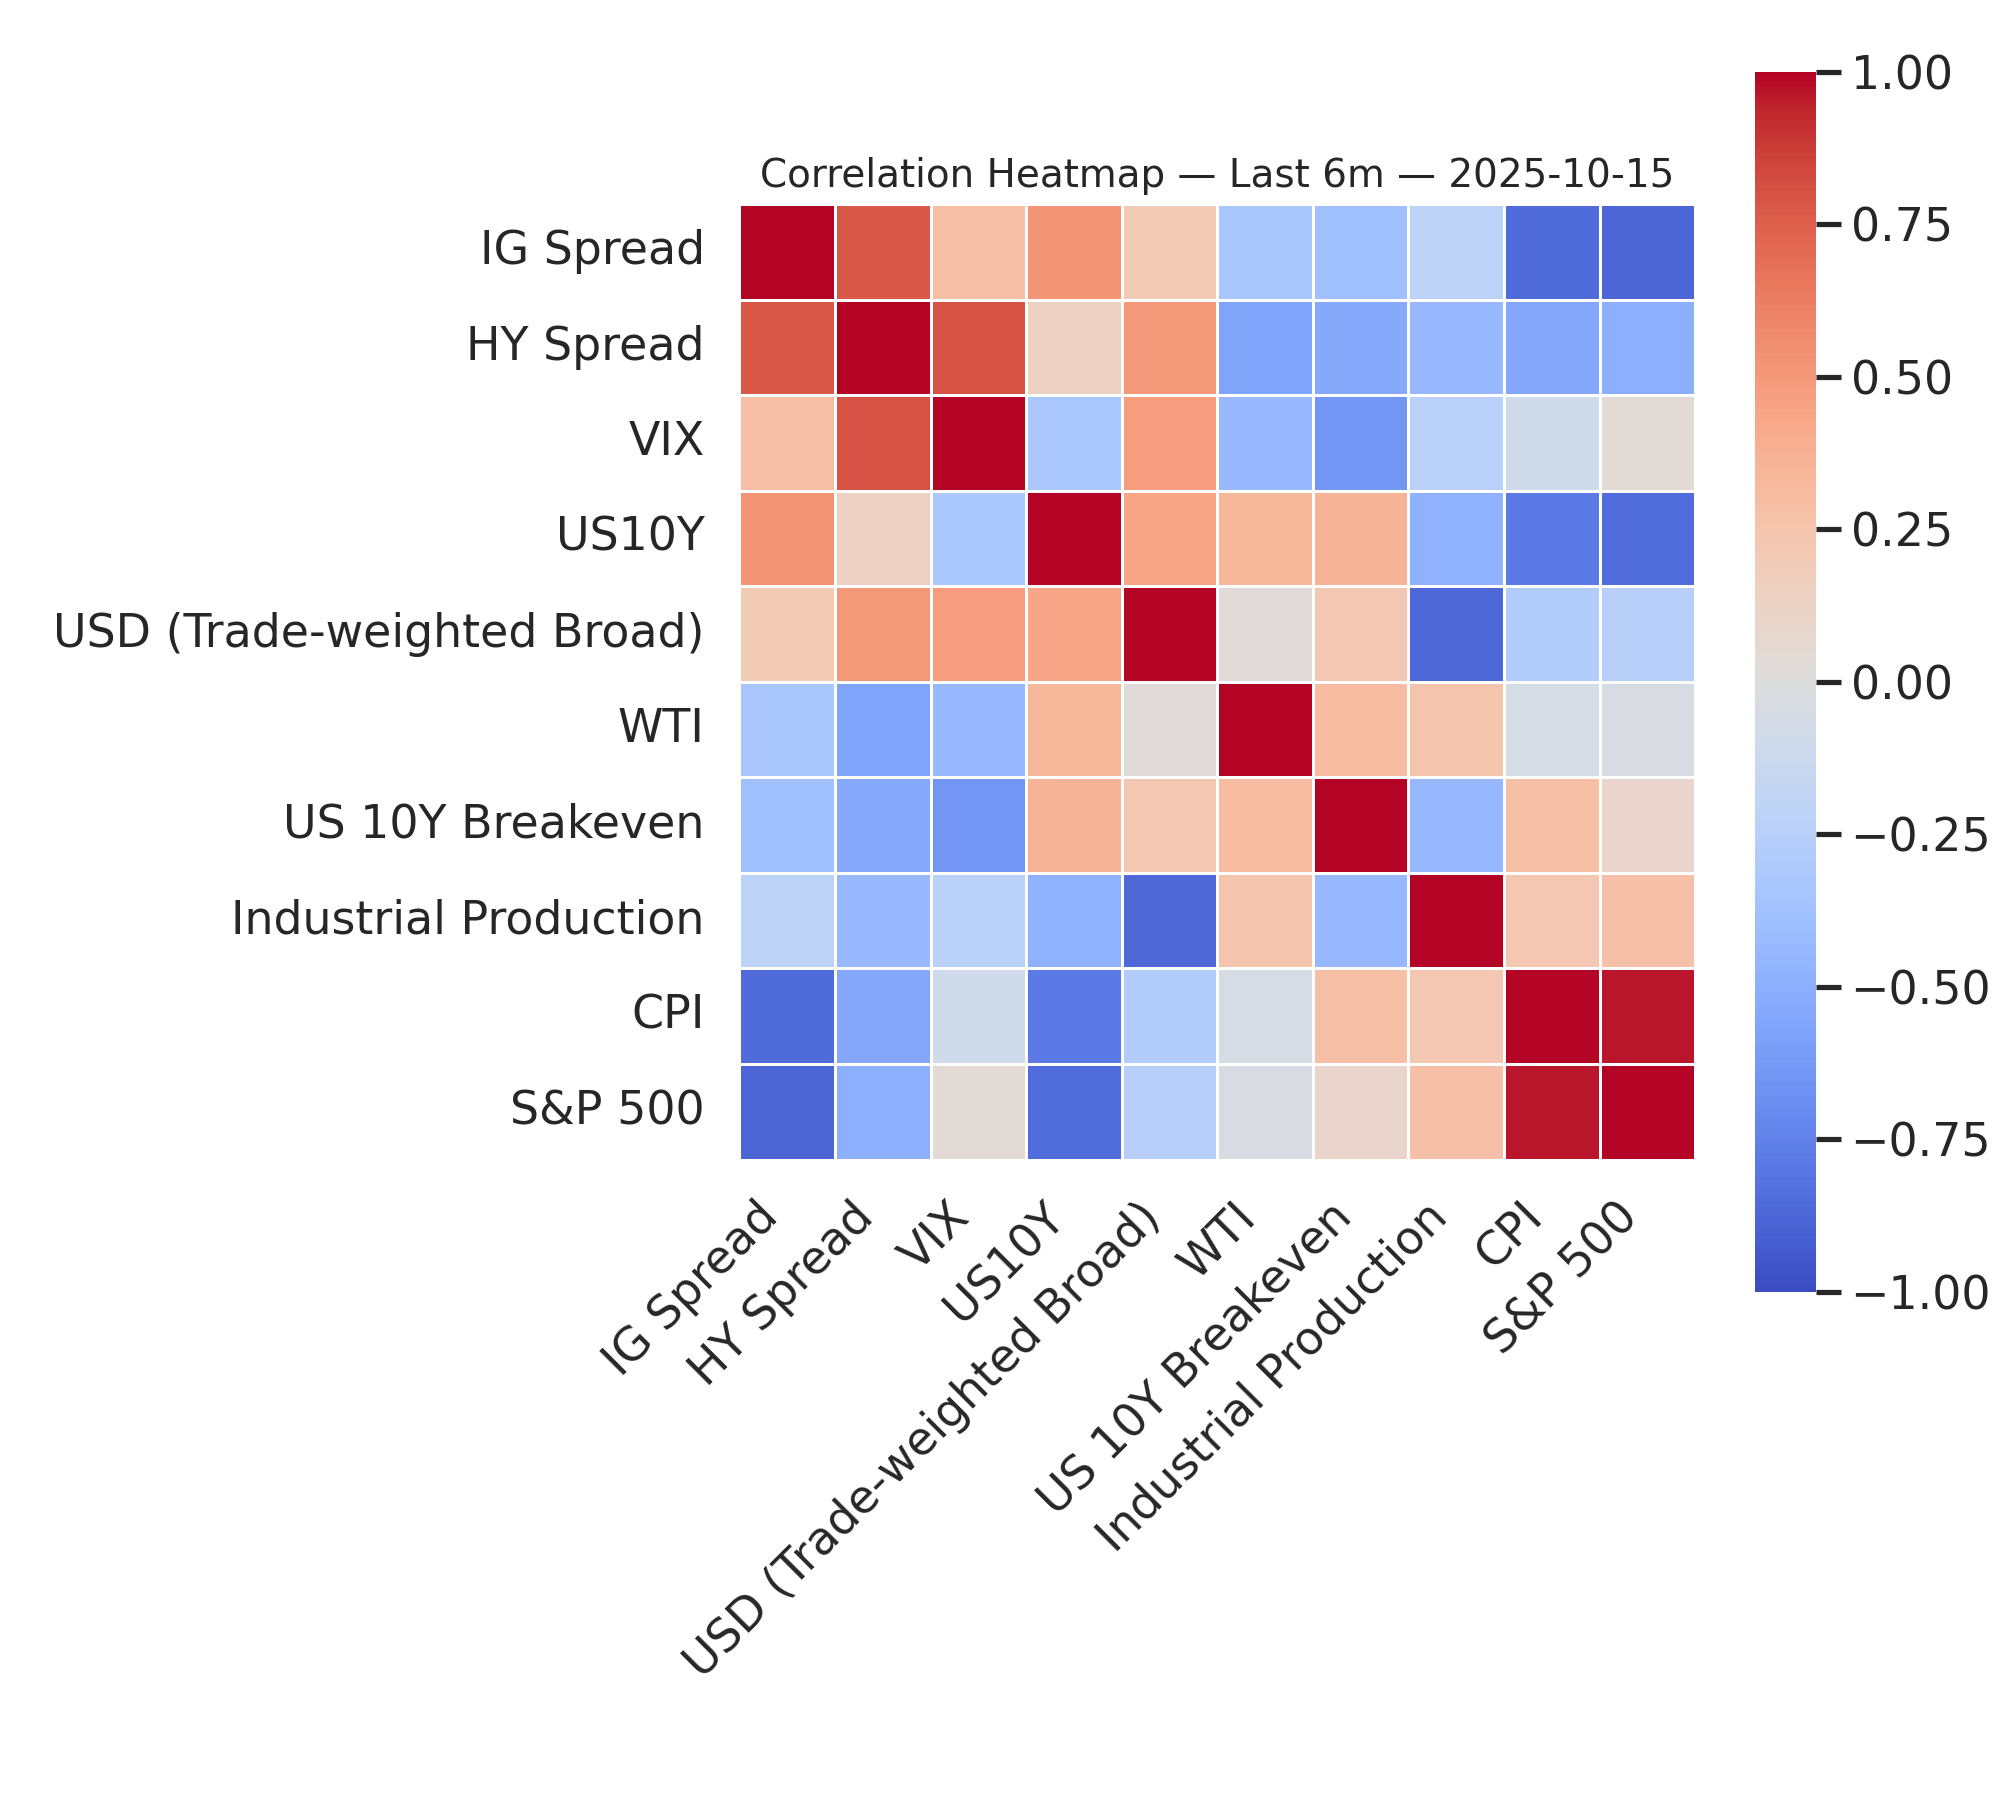 Correlation Heatmap — Last 6m — 2025-10-15
IG Spread
HY Spread
VIX
US10Y
USD (Trade-weighted Broad)
WTI
US 10Y Breakeven
Industrial Production
CPI
S&P 500
IG Spread
HY Spread
VIX
US10Y
USD (Trade-weighted Broad)
WTI
US 10Y Breakeven
Industrial Production
CPI
S&P 500
1.00
0.75
0.50
0.25
0.00
−0.25
−0.50
−0.75
−1.00